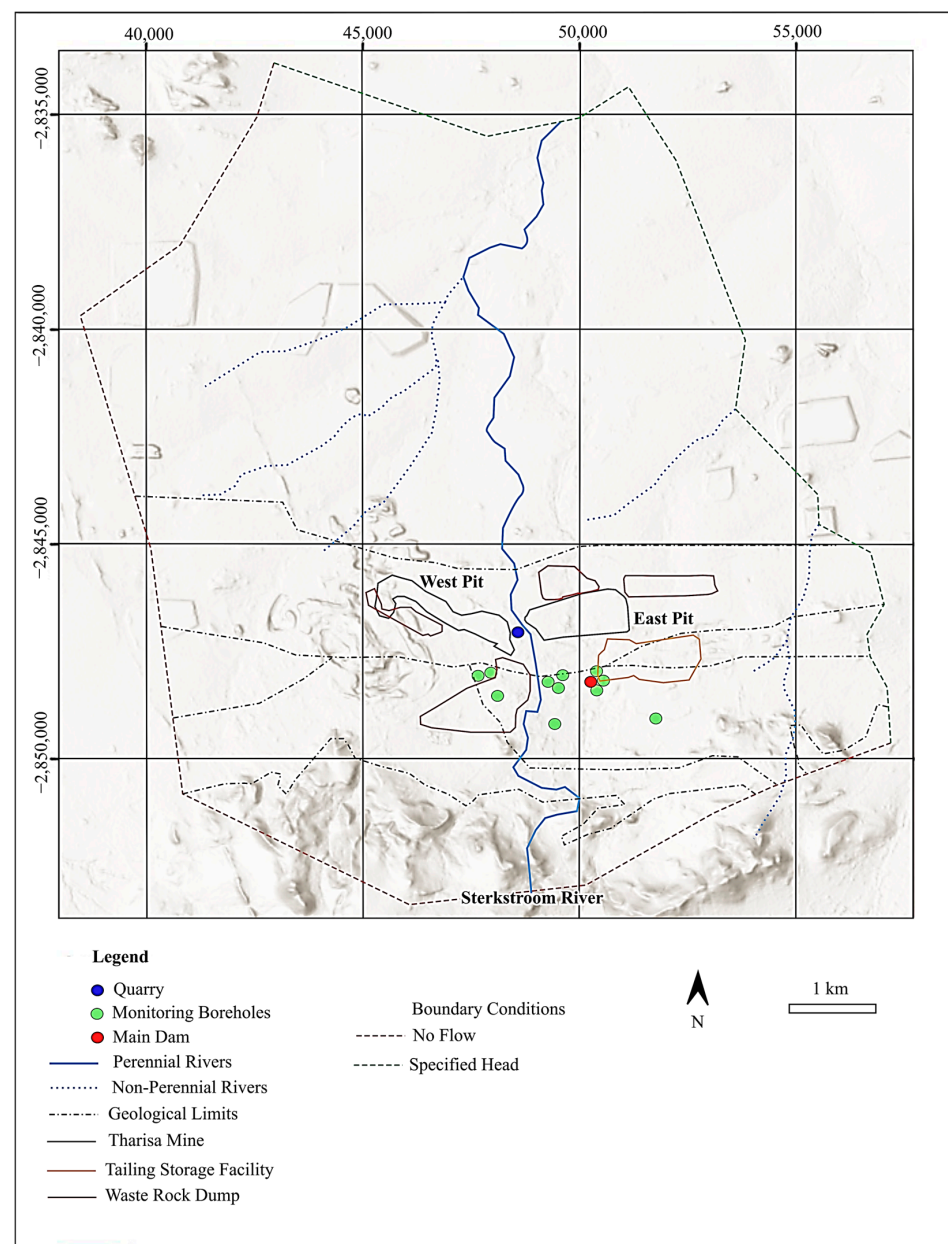 40,000 45,000 50,000 55,000
−2,835,000
−2,840,000
−2,845,000
−2,850,000
West Pit
East Pit
Sterkstroom River
Legend
Quarry
Monitoring Boreholes
Main Dam
Perennial Rivers
Non-Perennial Rivers
Geological Limits
Tharisa Mine
Tailing Storage Facility
Waste Rock Dump
Boundary Conditions
No Flow
Specified Head
N
1 km